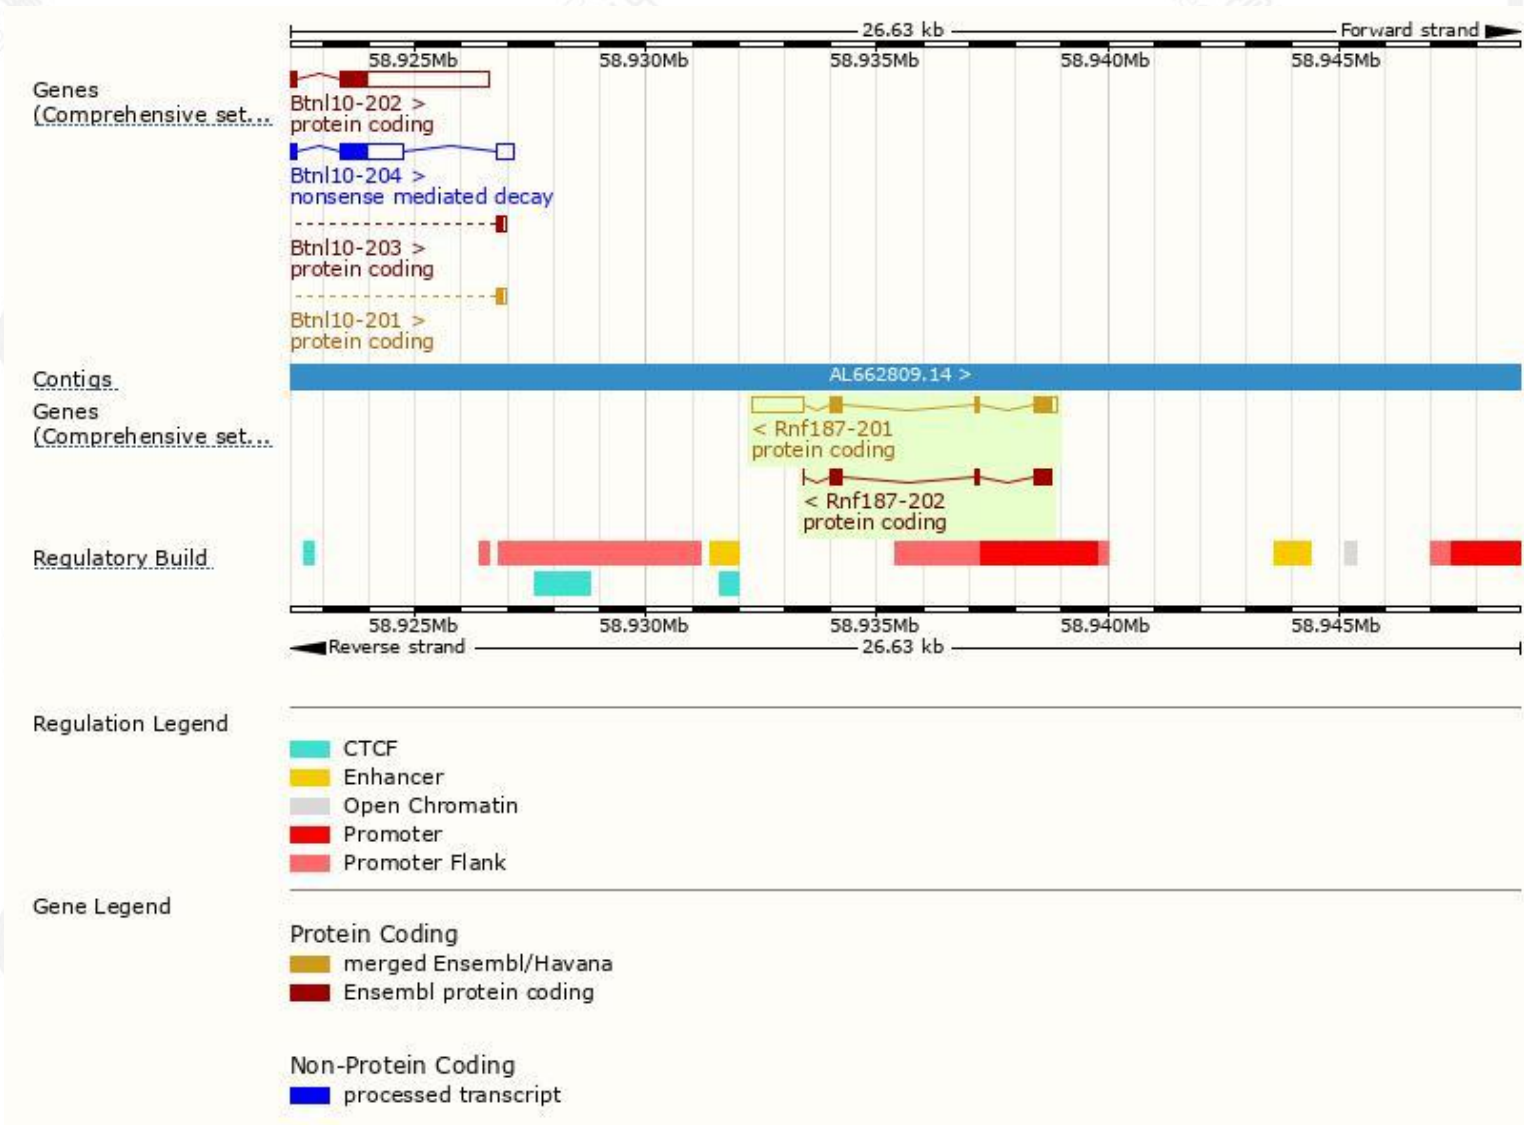 26.63 kb
Forward strand
58.925Mb 58.930Mb 58.935Mb 58.940Mb 58.945Mb
Genes
(Comprehensive set...
Btnl10-202 >
protein coding
Btnl10-204 >
nonsense mediated decay
Btnl10-203 >
protein coding
Btnl10-201 >
protein coding
Contigs
AL662809.14 >
Genes
(Comprehensive set...
< Rnf187-201
protein coding
< Rnf187-202
protein coding
Regulatory Build
58.925Mb 58.930Mb 58.935Mb 58.940Mb 58.945Mb
Reverse strand
26.63 kb
Regulation Legend
CTCF
Enhancer
Open Chromatin
Promoter
Promoter Flank
Gene Legend
Protein Coding
merged Ensembl/Havana
Ensembl protein coding
Non-Protein Coding
processed transcript